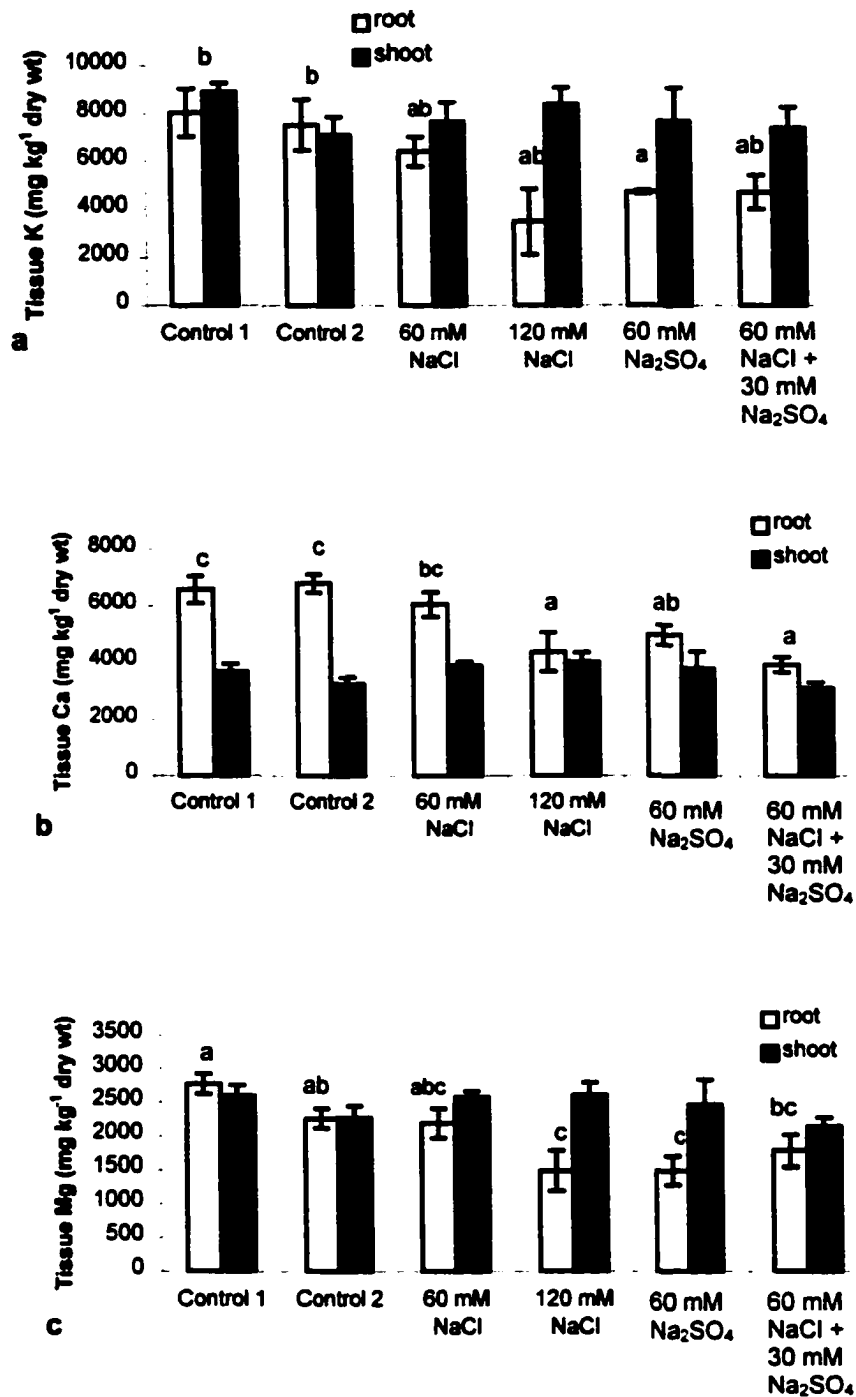 root
shoot
Tissue K (mg kg¹ dry wt)
10000
8000
6000
4000
2000
0
b
b
ab
ab
a
ab
Control 1
Control 2
60 mM
NaCl
120 mM
NaCl
60 mM
Na₂SO₄
60 mM
NaCl +
30 mM
Na₂SO₄
a
root
shoot
Tissue Ca (mg kg¹ dry wt)
8000
6000
4000
2000
0
c
c
bc
a
ab
a
Control 1
Control 2
60 mM
NaCl
120 mM
NaCl
60 mM
Na₂SO₄
60 mM
NaCl +
30 mM
Na₂SO₄
b
root
shoot
Tissue Mg (mg kg⁻¹ dry wt)
3500
3000
2500
2000
1500
1000
500
0
a
ab
abc
c
c
bc
Control 1
Control 2
60 mM
NaCl
120 mM
NaCl
60 mM
Na₂SO₄
60 mM
NaCl +
30 mM
Na₂SO₄
c